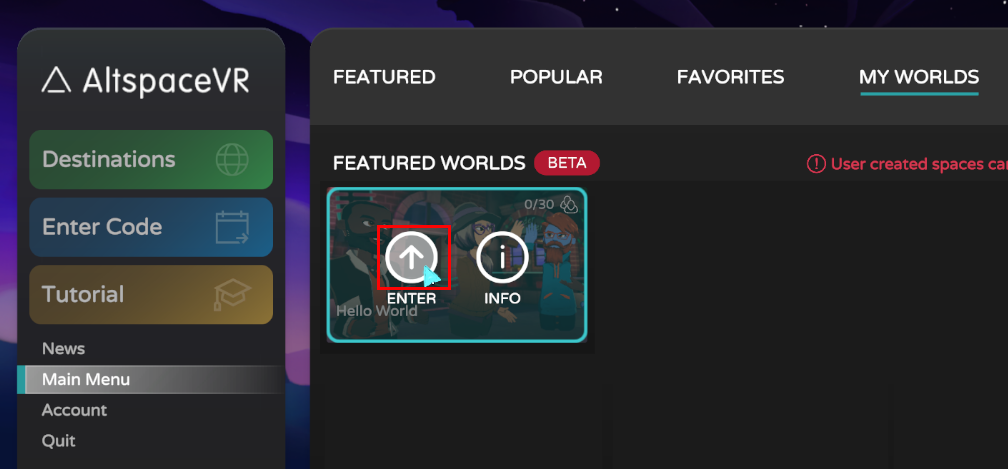 AltspaceVR
Destinations
Enter Code
Tutorial
News
Main Menu
Account
Quit
FEATURED POPULAR FAVORITES MY WORLDS
FEATURED WORLDS BETA
User created spaces ca
0/30
ENTER INFO
Hello World